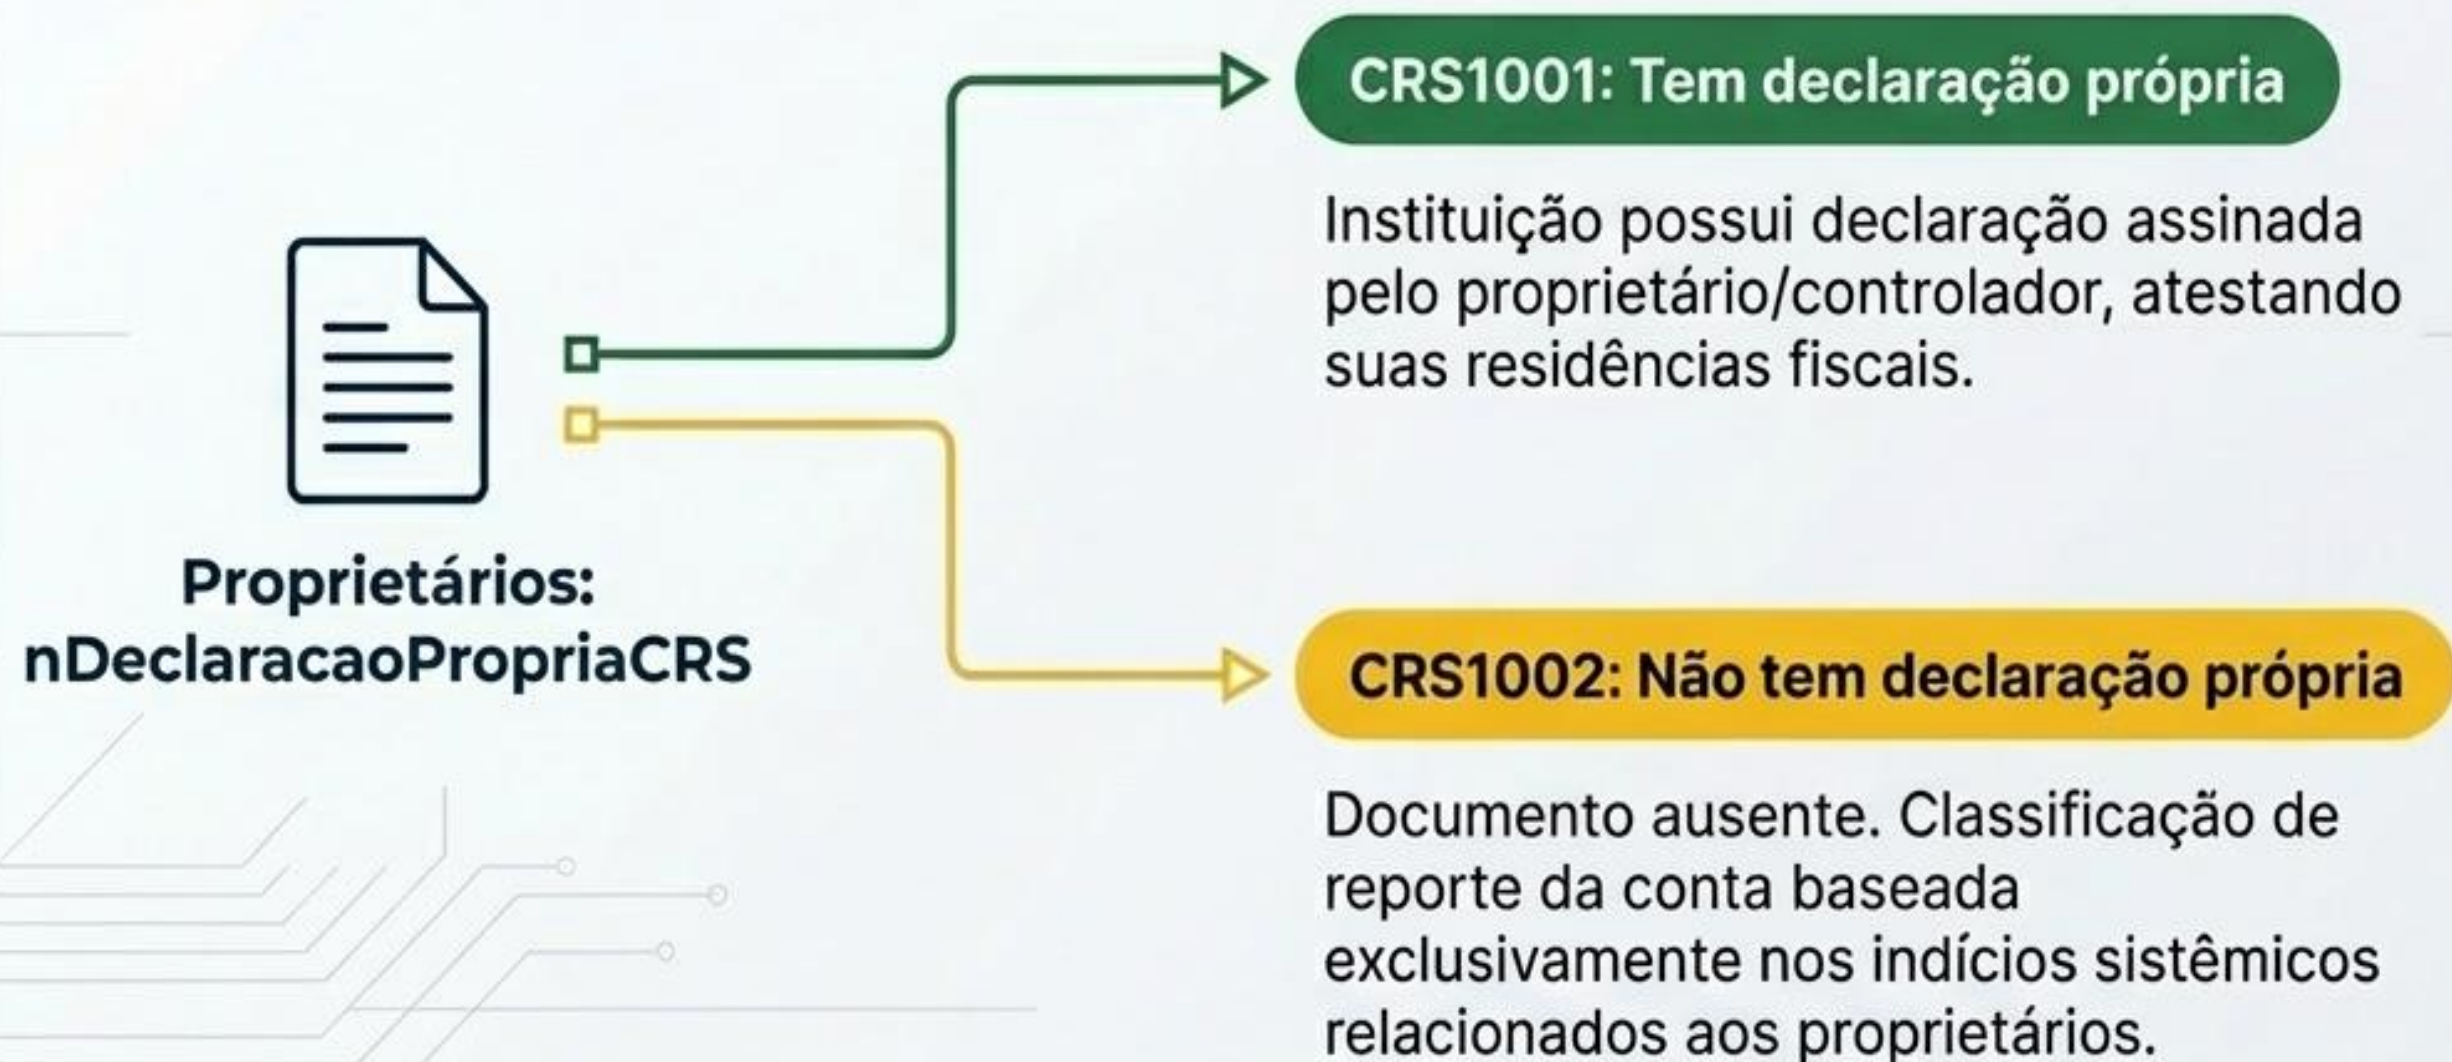 CRS1001: Tem declaração própria
Instituição possui declaração assinada
pelo proprietário/controlador, atestando
suas residências fiscais.
Proprietários:
nDeclaracaoPropriaCRS
CRS1002: Não tem declaração própria
Documento ausente. Classificação de
reporte da conta baseada
exclusivamente nos indícios sistêmicos
relacionados aos proprietários.